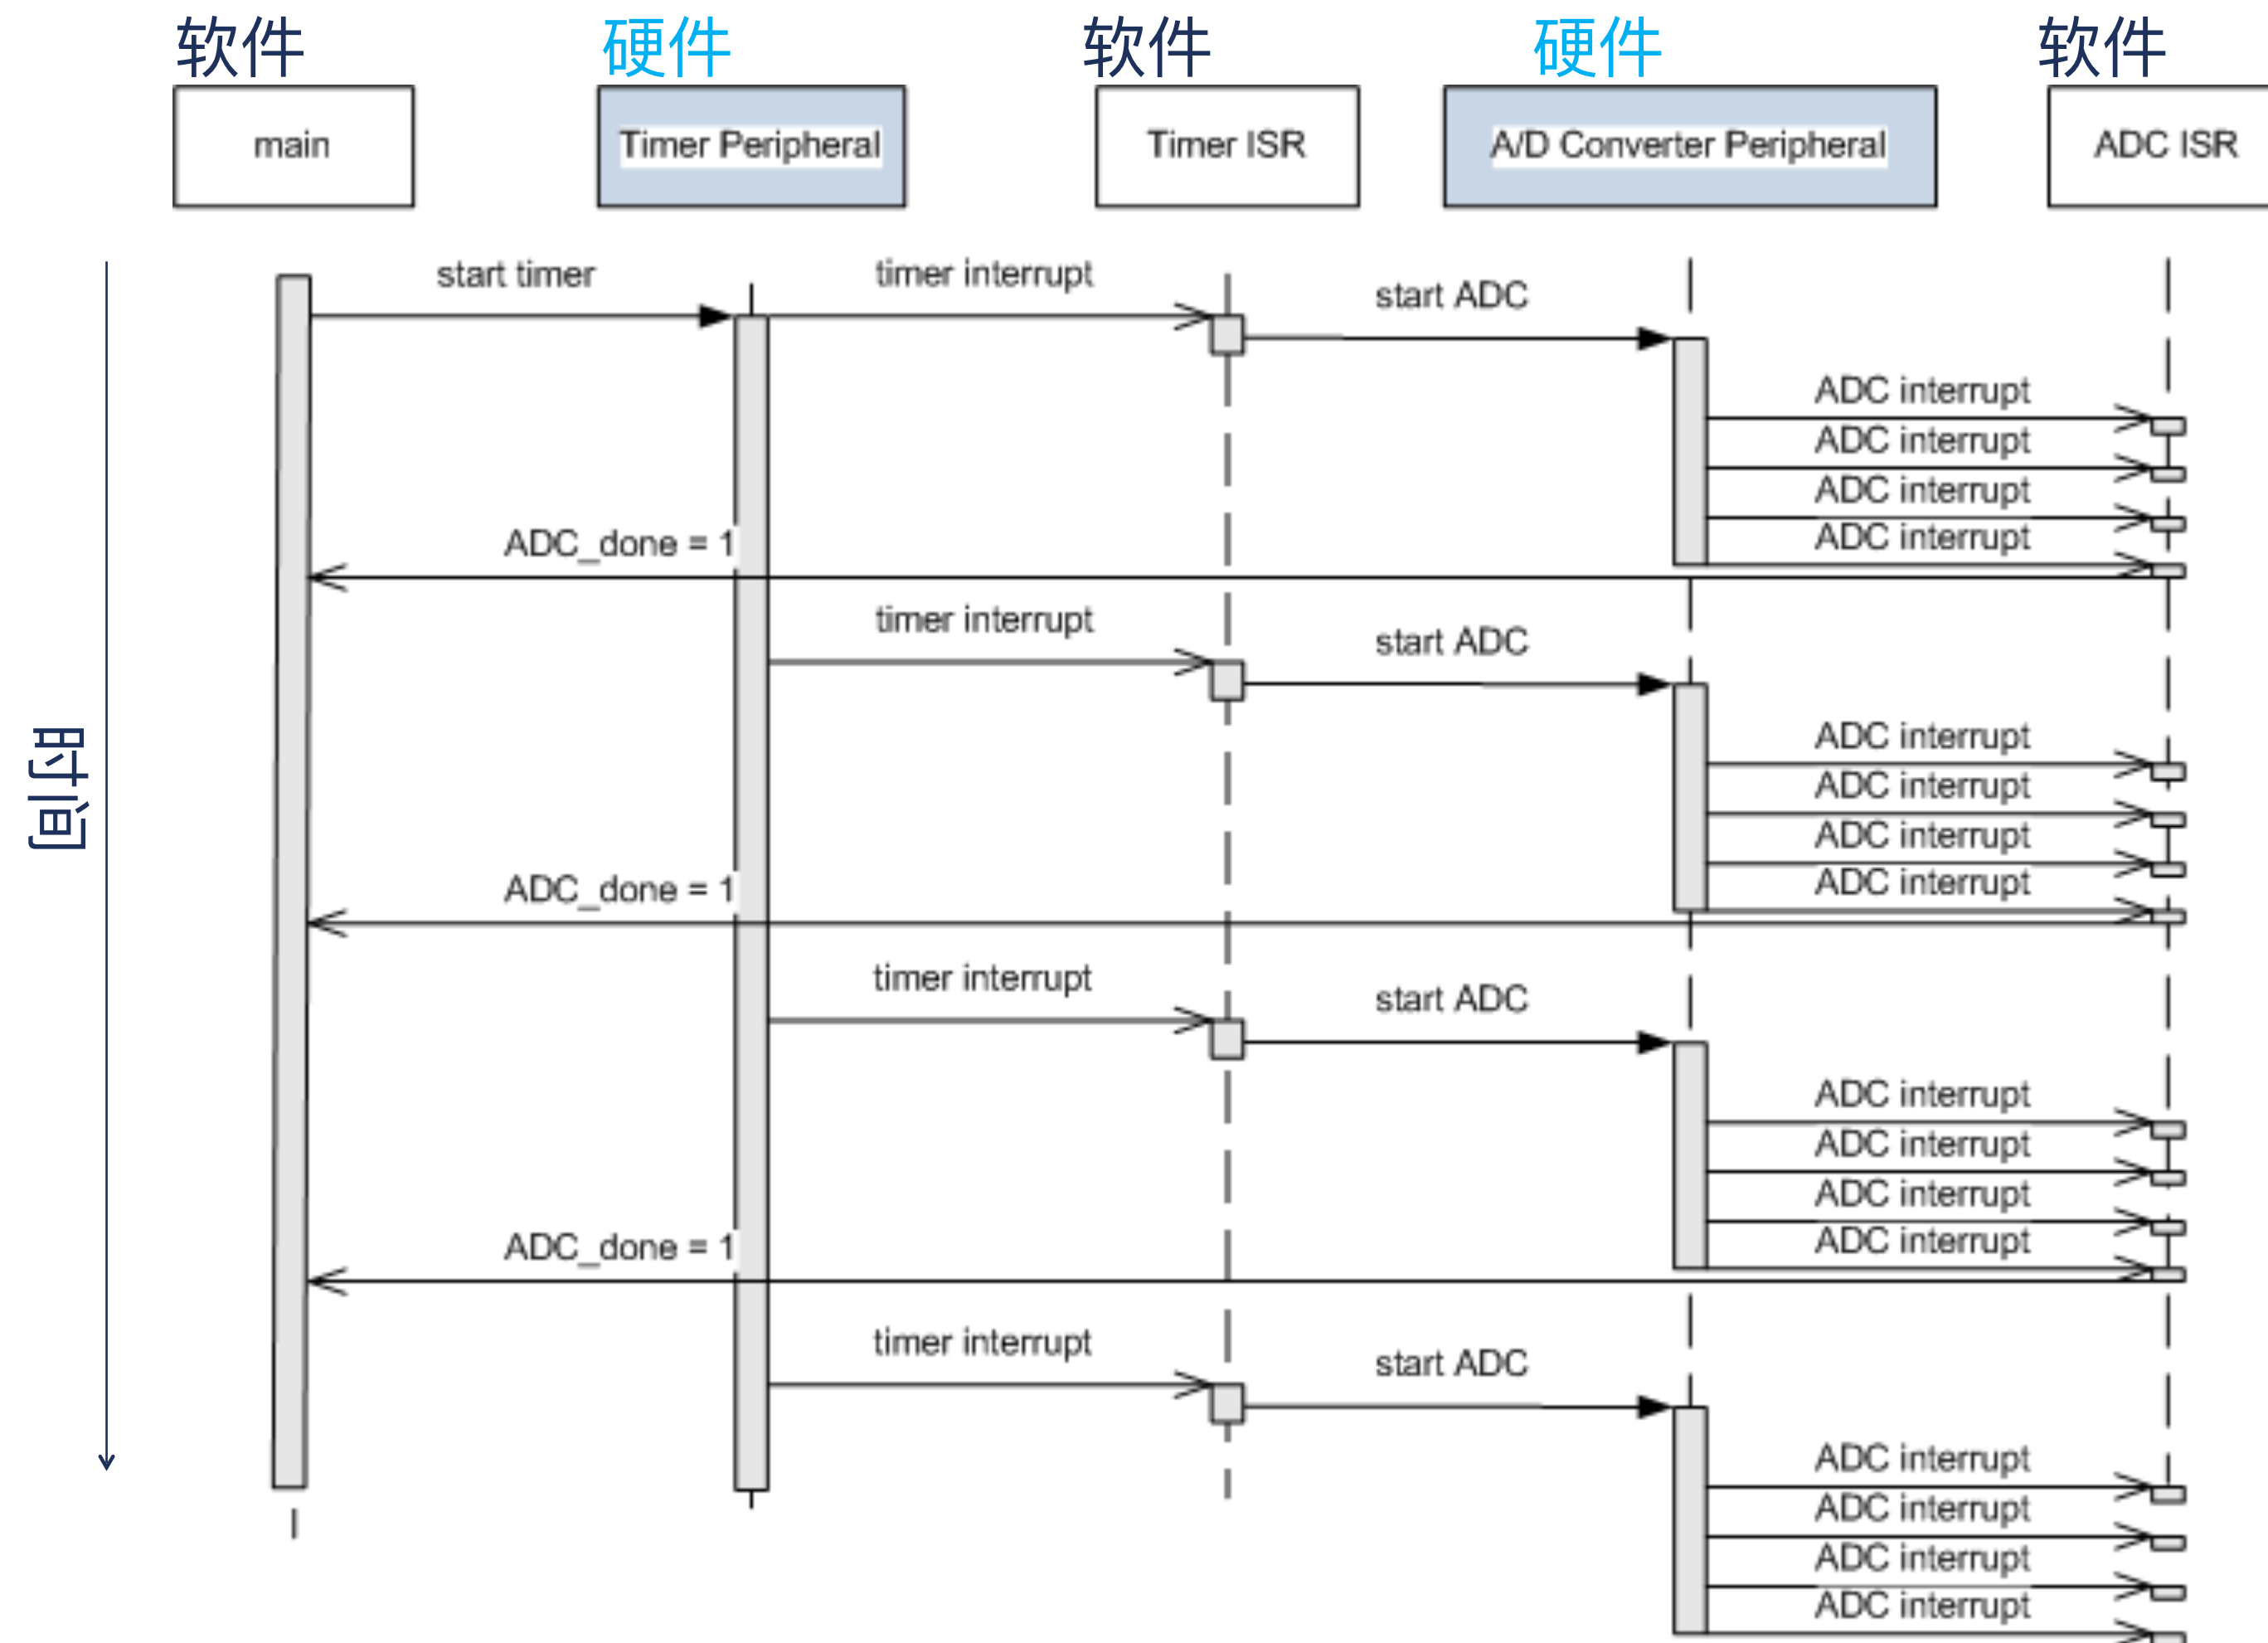 软件 硬件 软件 硬件 软件
main Timer Peripheral Timer ISR A/D Converter Peripheral ADC ISR
start timer timer interrupt
start ADC
ADC interrupt
ADC interrupt
ADC interrupt
ADC interrupt
ADC_done = 1
timer interrupt
start ADC
ADC interrupt
时间
ADC interrupt
ADC interrupt
ADC interrupt
ADC_done = 1
timer interrupt
start ADC
ADC interrupt
ADC interrupt
ADC interrupt
ADC interrupt
ADC_done = 1
timer interrupt
start ADC
ADC interrupt
ADC interrupt
ADC interrupt
ADC interrupt